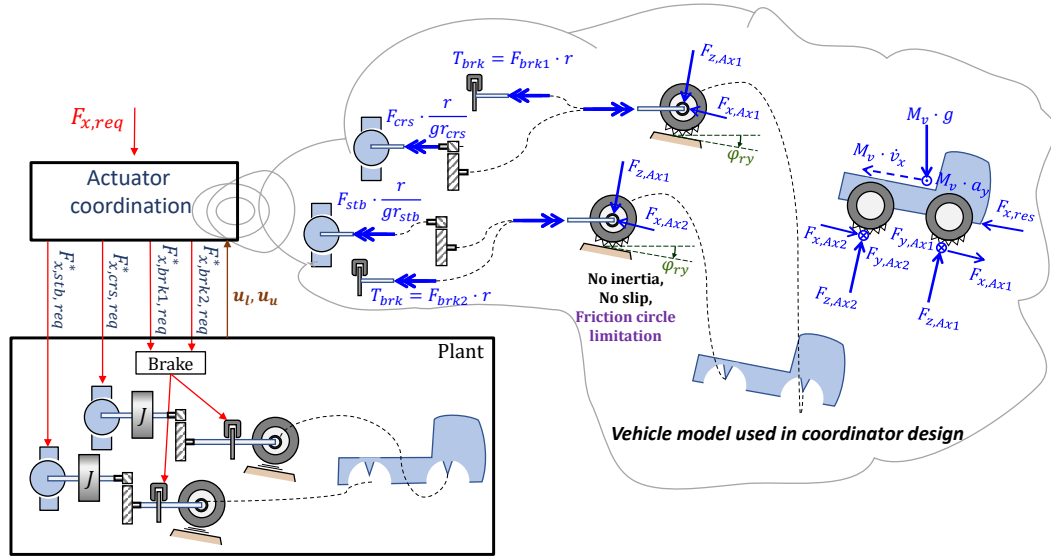 F_{x,req}
Actuator
coordination
F^*_{x,stb,req}
F^*_{x,crs,req}
F^*_{x,brk1,req}
F^*_{x,brk2,req}
u_l, u_u
Plant
Brake
J
J
T_{brk} = F_{brk1} · r
F_{crs} · r/gr_{crs}
F_{stb} · r/gr_{stb}
T_{brk} = F_{brk2} · r
F_{z,Ax1}
F_{x,Ax1}
φ_{ry}
F_{z,Ax1}
F_{x,Ax2}
φ_{ry}
No inertia,
No slip,
Friction circle
limitation
M_v · g
M_v · v̇_x
M_v · a_y
F_{x,res}
F_{x,Ax2}
F_{y,Ax1}
F_{y,Ax2}
F_{x,Ax1}
F_{z,Ax2}
F_{z,Ax1}
Vehicle model used in coordinator design